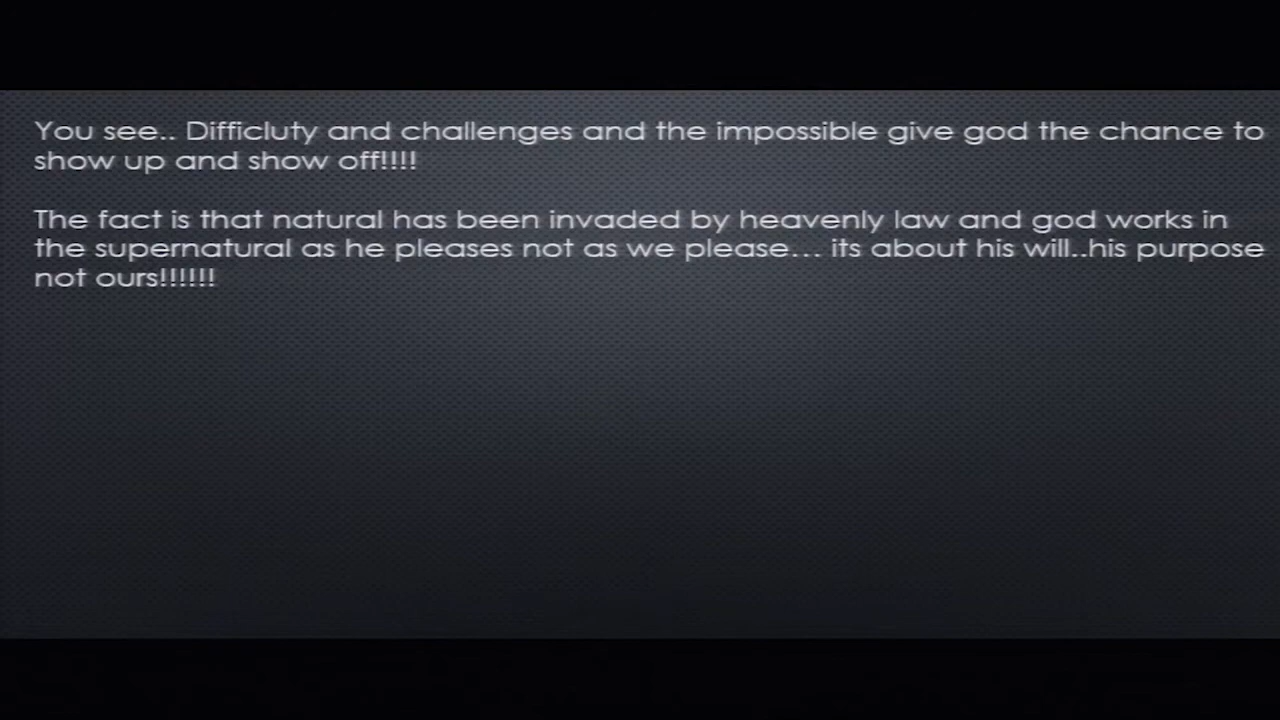 You see.. Difficluty and challenges and the impossible give god the chance to
show up and show off!!!!
The fact is that natural has been invaded by heavenly law and god works in
the supernatural as he pleases not as we please... its about his will..his purpose
not ours!!!!!!